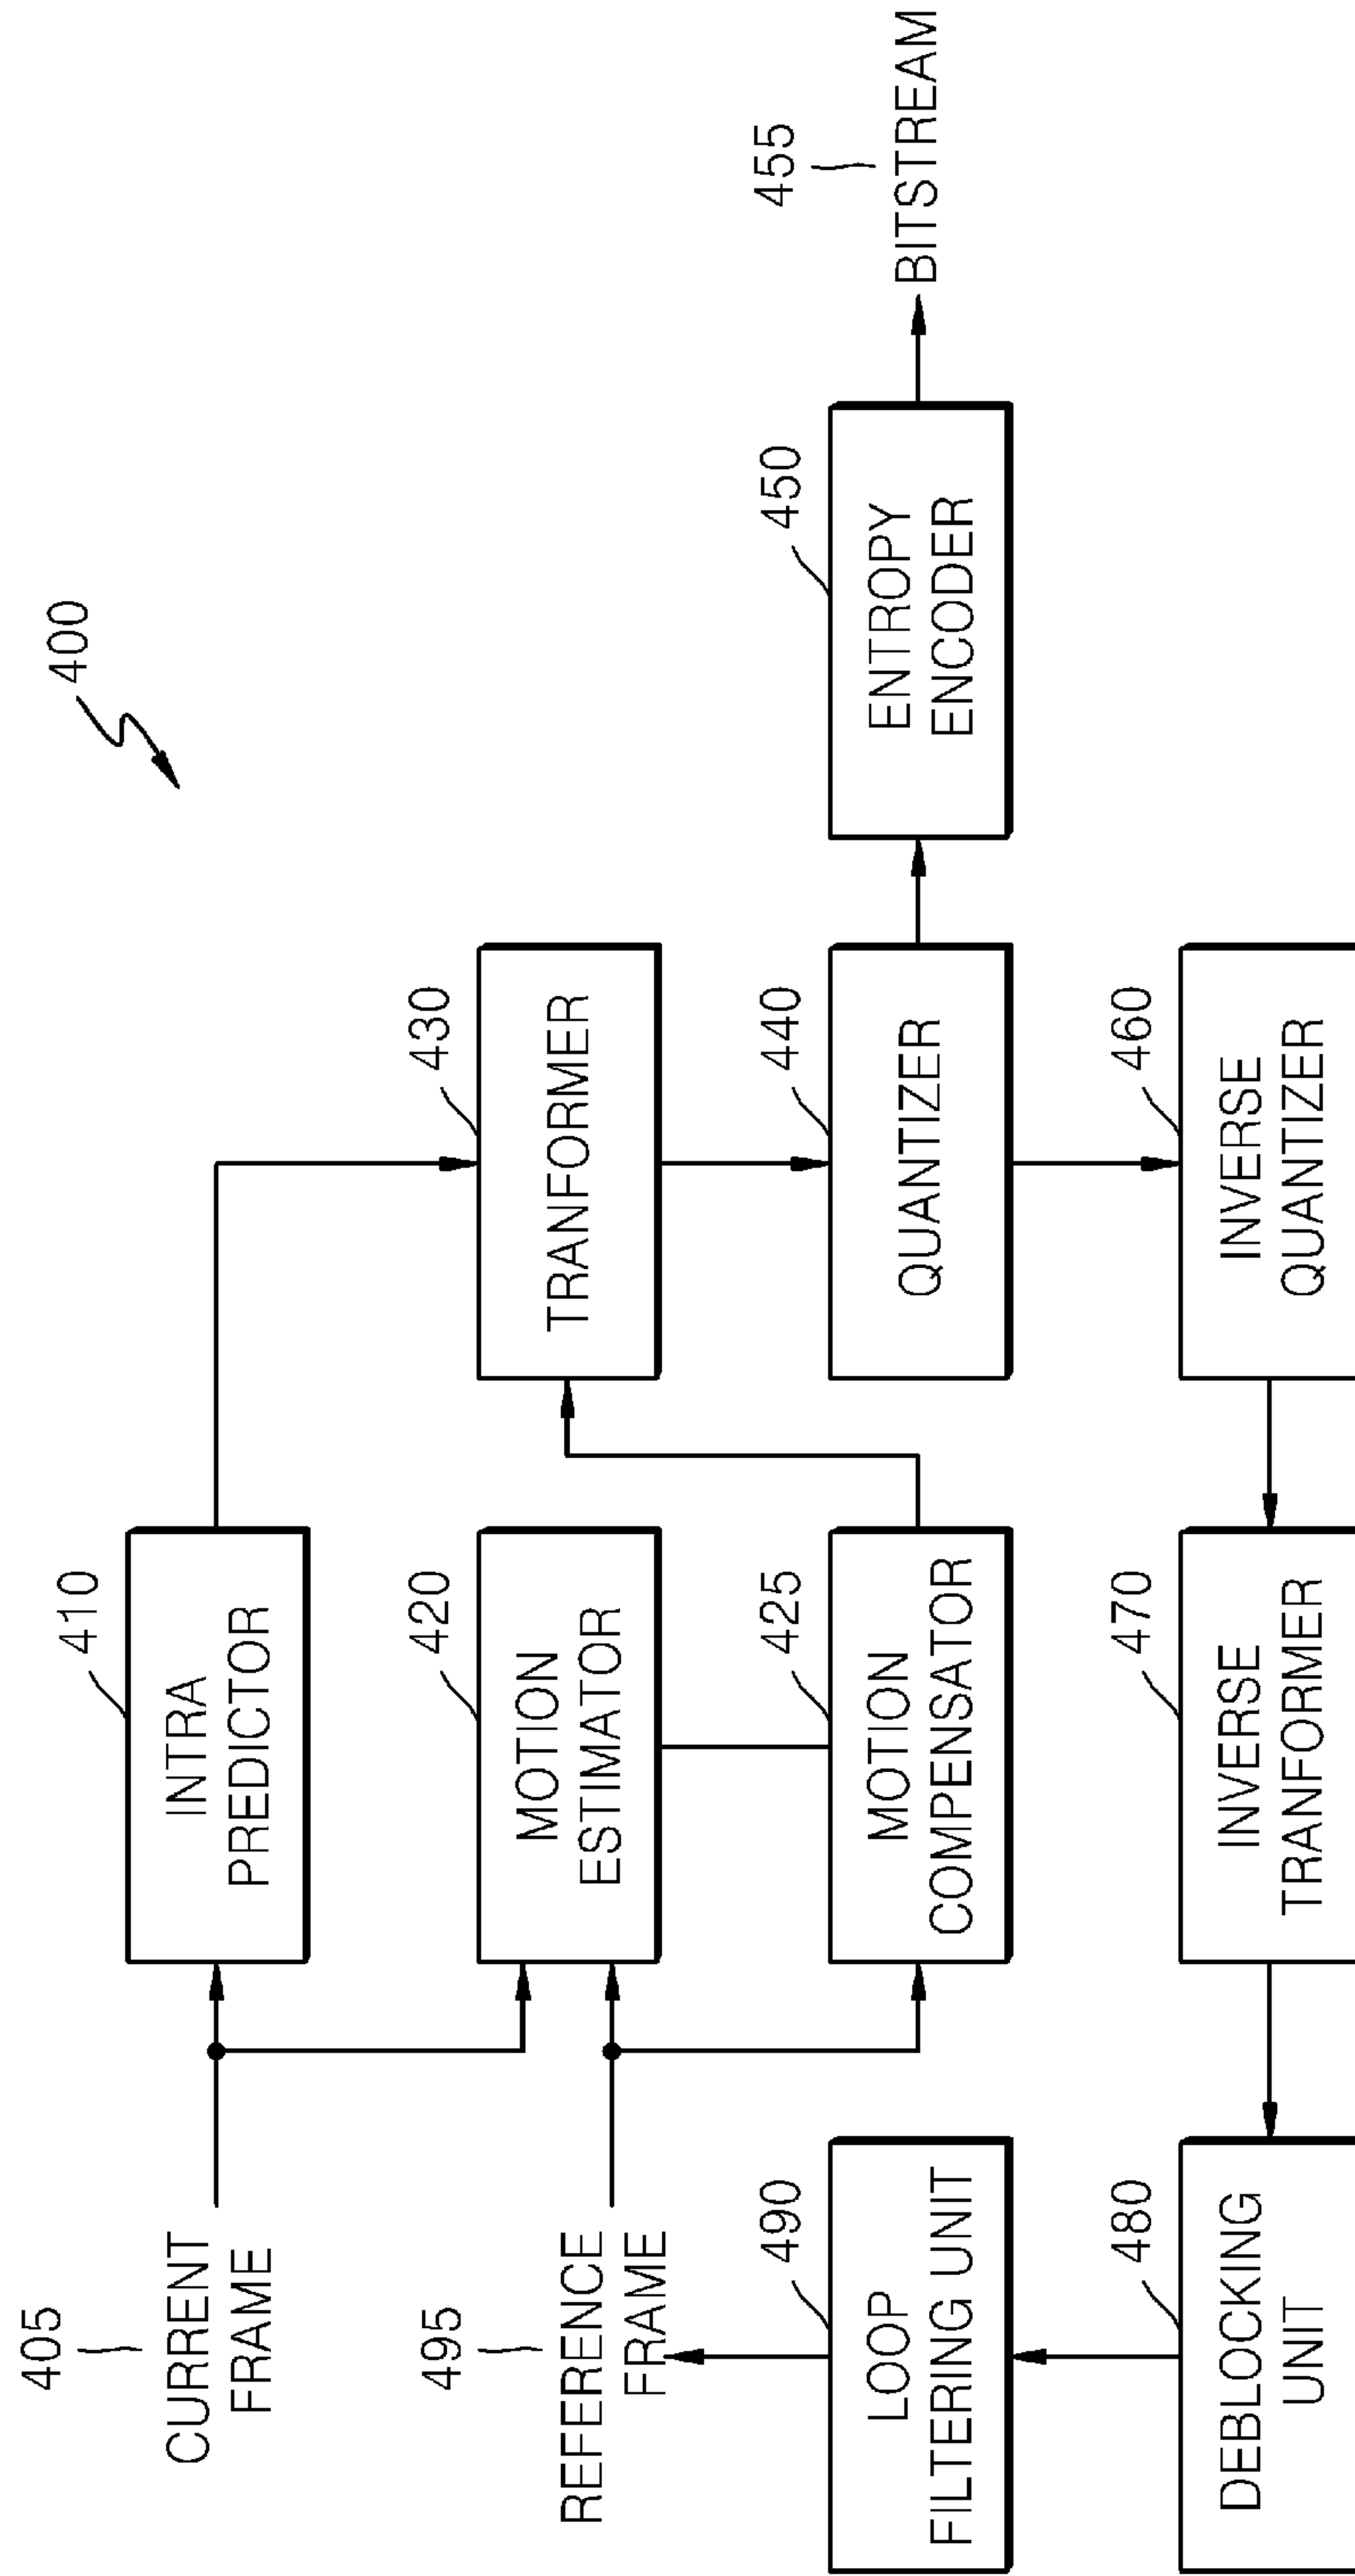 400
405
CURRENT
FRAME
410
INTRA
PREDICTOR
495
REFERENCE
FRAME
420
MOTION
ESTIMATOR
430
TRANFORMER
490
LOOP
FILTERING UNIT
425
MOTION
COMPENSATOR
440
QUANTIZER
450
ENTROPY
ENCODER
455
BITSTREAM
480
DEBLOCKING
UNIT
470
INVERSE
TRANFORMER
460
INVERSE
QUANTIZER